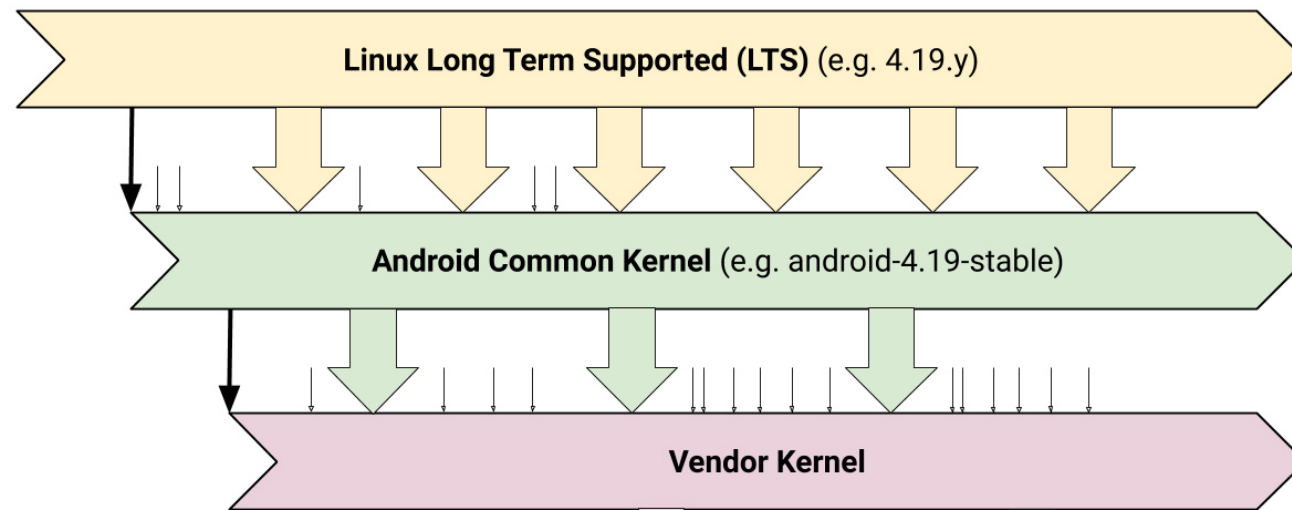 Linux Long Term Supported (LTS) (e.g. 4.19.y)
Android Common Kernel (e.g. android-4.19-stable)
Vendor Kernel